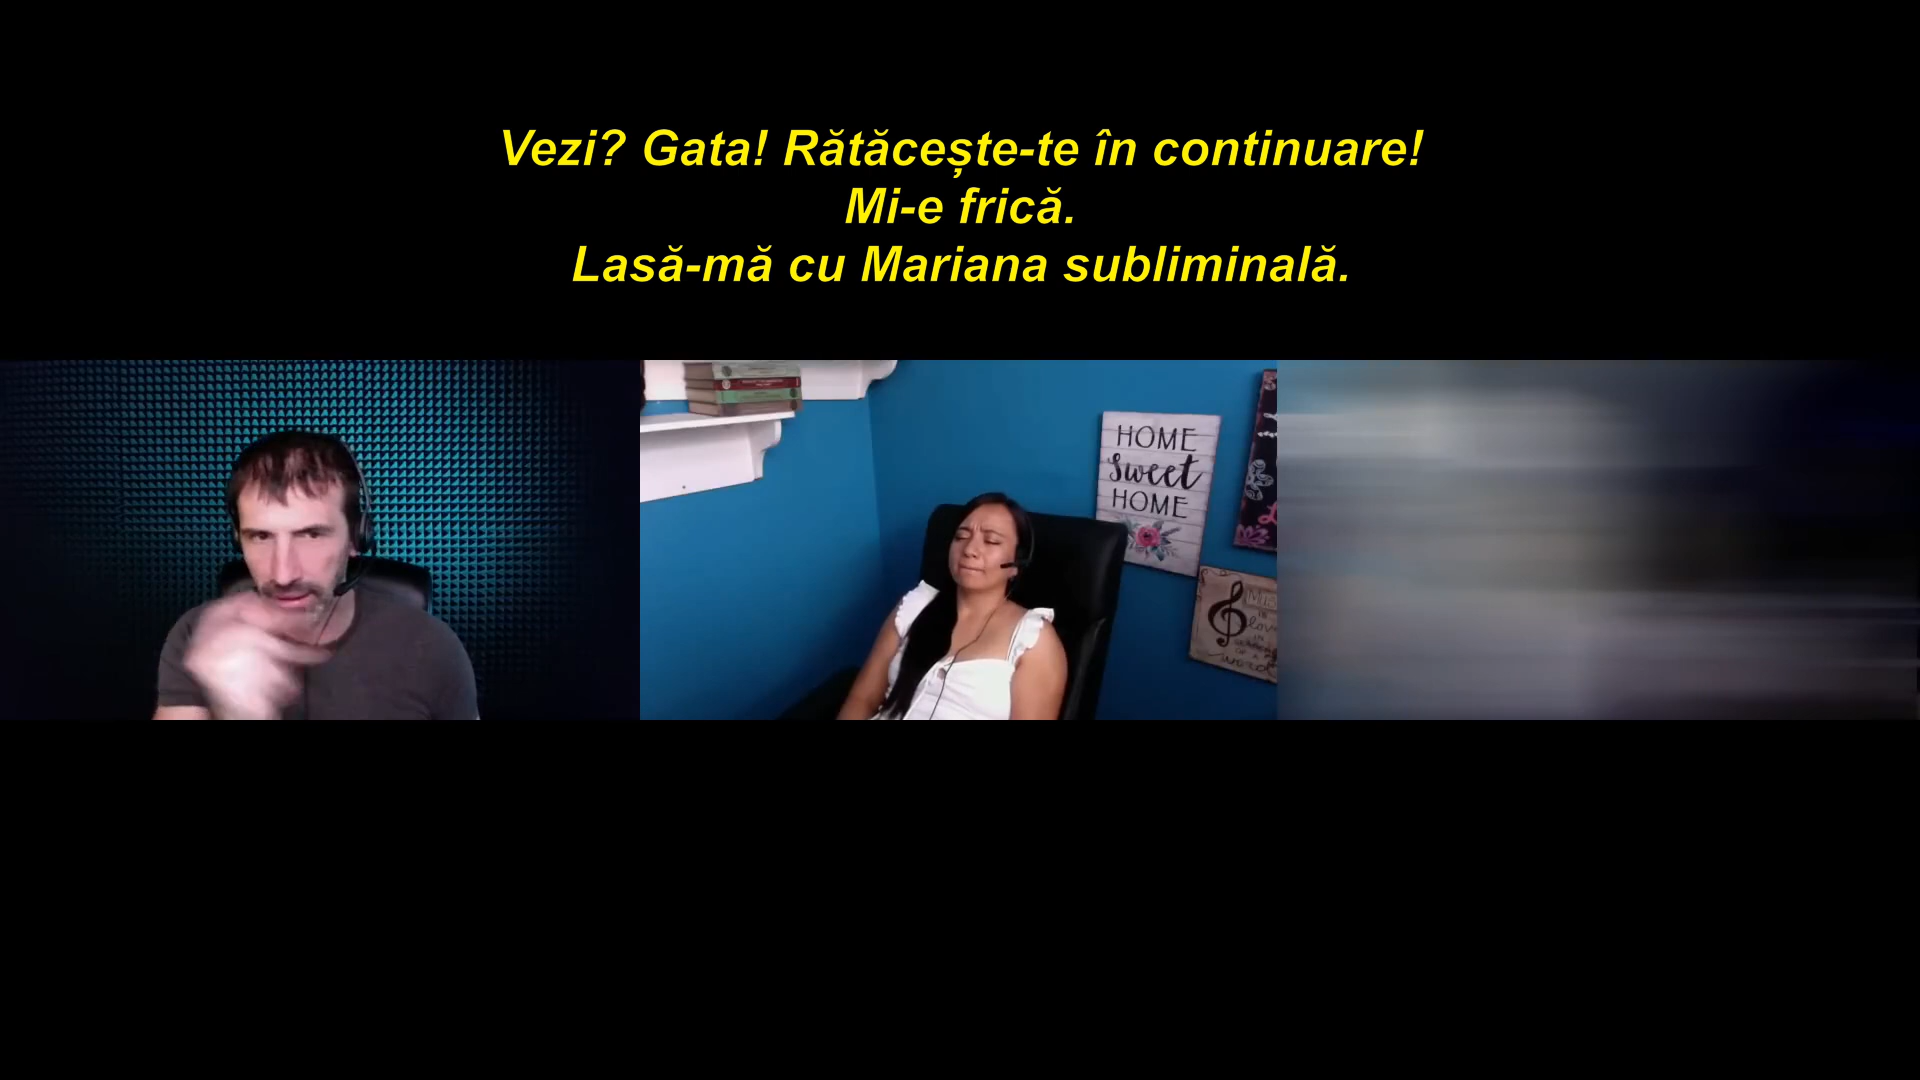 Vezi? Gata! Rătăcește-te în continuare!
Mi-e frică.
Lasă-mă cu Mariana subliminală.
HOME
Sweet
HOME